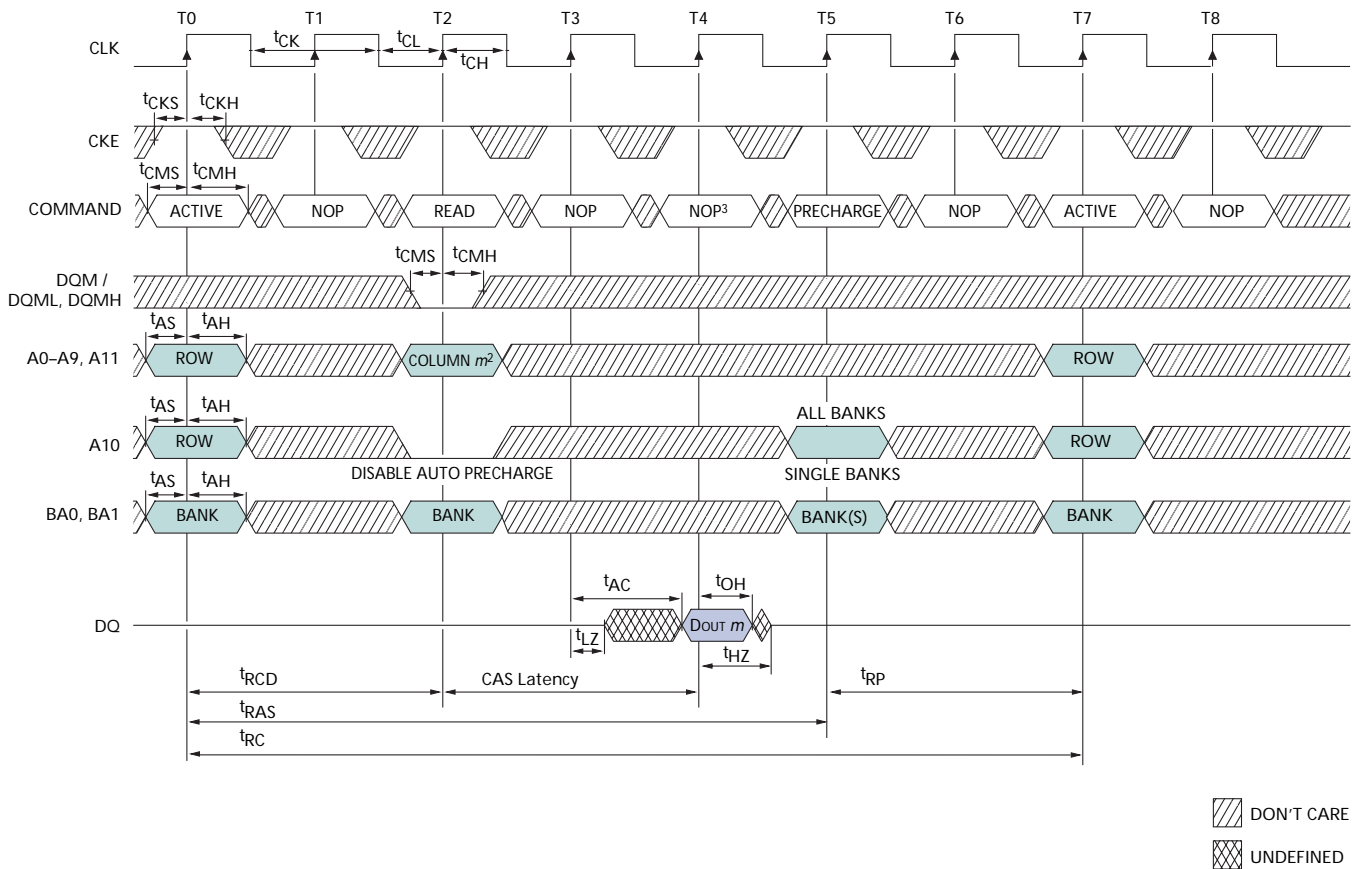 T0 T1 T2 T3 T4 T5 T6 T7 T8
CLK
tCK tCL tCH
tCKS tCKH
CKE
tCMS tCMH
COMMAND ACTIVE NOP READ NOP NOP3 PRECHARGE NOP ACTIVE NOP
tCMS tCMH
DQM /
DQML, DQMH
tAS tAH
A0–A9, A11 ROW COLUMN m2 ROW
tAS tAH
ALL BANKS
A10 ROW ROW
DISABLE AUTO PRECHARGE SINGLE BANKS
tAS tAH
BA0, BA1 BANK BANK BANK(S) BANK
tAC tOH
DQ DOUT m
tLZ tHZ
tRCD CAS Latency tRP
tRAS
tRC
DON'T CARE
UNDEFINED